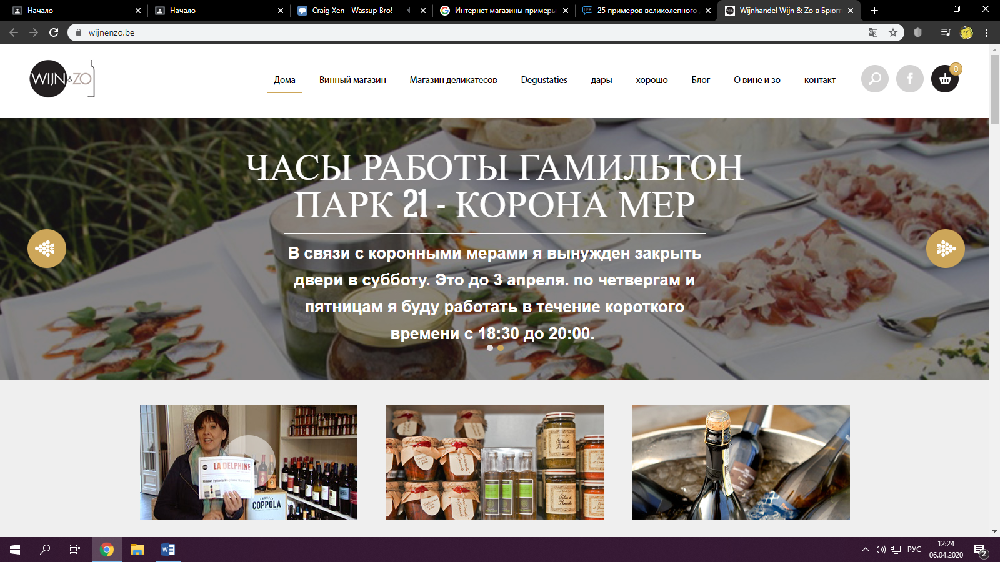 Начало
Начало
Craig Xen - Wassup Bro!
Интернет магазины примеры
25 примеров великолепного
Wijnhandel Wijn & Zo в Брюгг
wijnenzo.be
WIJN&ZO
Дома
Винный магазин
Магазин деликатесов
Degustaties
дары
хорошо
Блог
О вине и зо
контакт
0
ЧАСЫ РАБОТЫ ГАМИЛЬТОН
ПАРК 21 - КОРОНА МЕР
В связи с коронными мерами я вынужден закрыть
двери в субботу. Это до 3 апреля. по четвергам и
пятницам я буду работать в течение короткого
времени с 18:30 до 20:00.
LA DELPHINE
FRANCIS
COPPOLA
РУС
12:24
06.04.2020
2